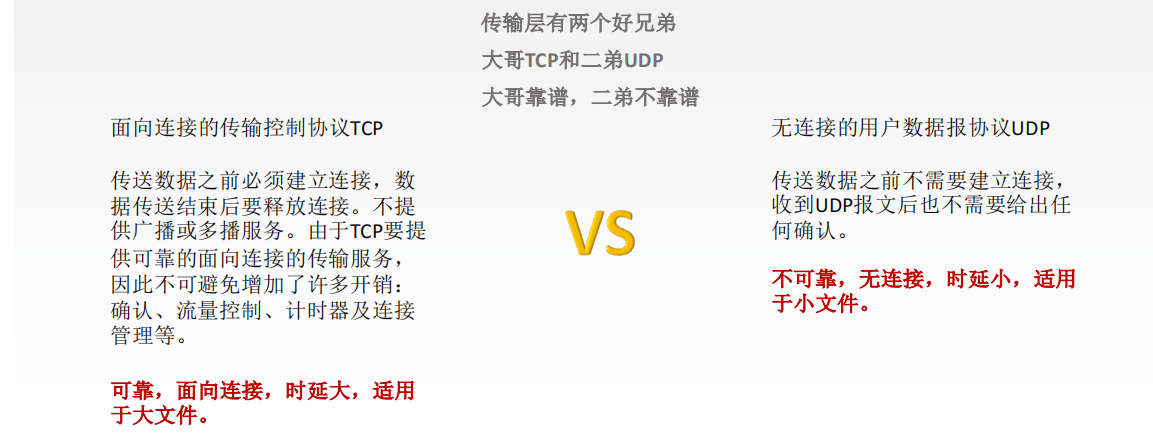 传输层有两个好兄弟
大哥TCP和二弟UDP
大哥靠谱，二弟不靠谱
面向连接的传输控制协议TCP
传送数据之前必须建立连接，数
据传送结束后要释放连接。不提
供广播或多播服务。由于TCP要提
供可靠的面向连接的传输服务，
因此不可避免增加了许多开销：
确认、流量控制、计时器及连接
管理等。
可靠，面向连接，时延大，适用
于大文件。
VS
无连接的用户数据报协议UDP
传送数据之前不需要建立连接，
收到UDP报文后也不需要给出任
何确认。
不可靠，无连接，时延小，适用
于小文件。